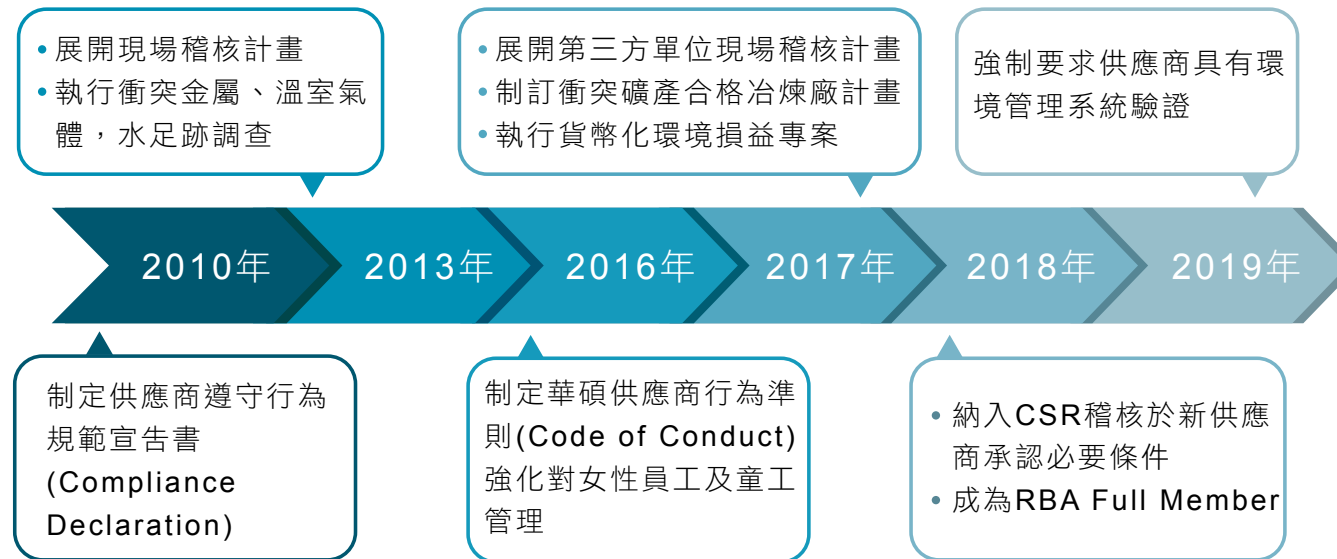 •展開現場稽核計畫
•執行衝突金屬、溫室氣
體，水足跡調查
•展開第三方單位現場稽核計畫
•制訂衝突礦產合格冶煉廠計畫
•執行貨幣化環境損益專案
強制要求供應商具有環
境管理系統驗證
2010年
2013年
2016年
2017年
2018年
2019年
制定供應商遵守行為
規範宣告書
(Compliance
Declaration)
制定華碩供應商行為準
則(Code of Conduct)
強化對女性員工及童工
管理
•納入CSR稽核於新供應
商承認必要條件
•成為RBA Full Member